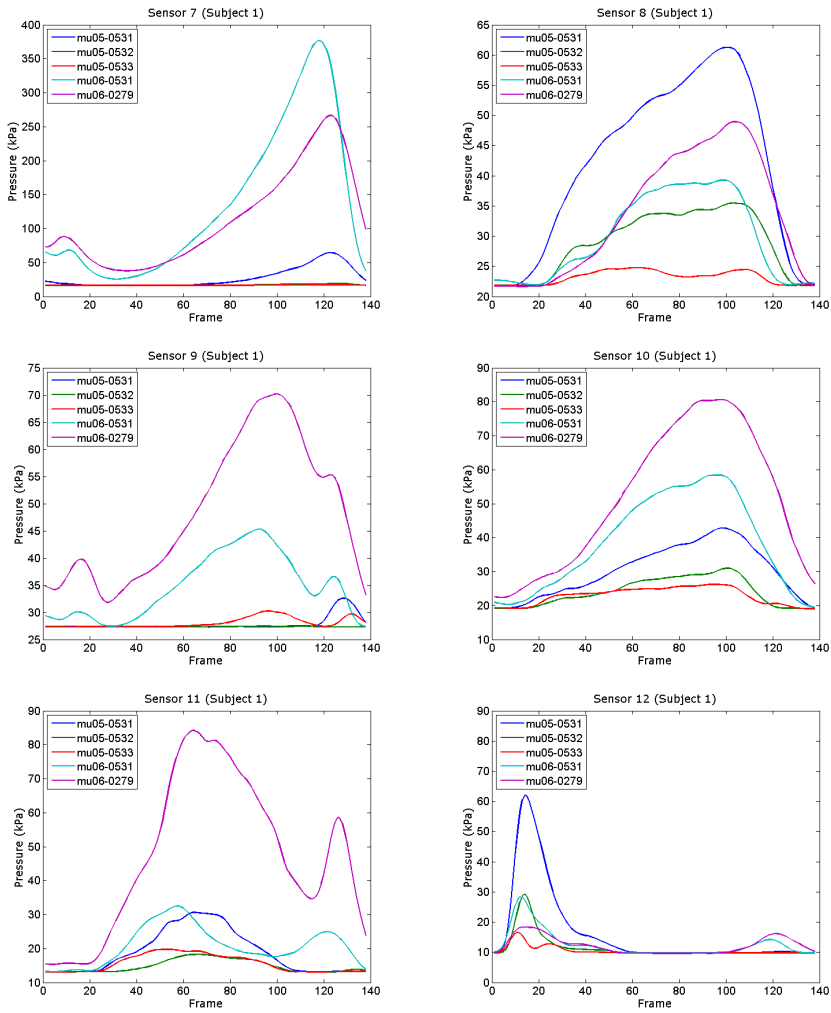 Sensor 7 (Subject 1)
400
350
300
250
200
150
100
50
0
Pressure (kPa)
mu05-0531
mu05-0532
mu05-0533
mu06-0531
mu06-0279
0 20 40 60 80 100 120 140
Frame
Sensor 8 (Subject 1)
65
60
55
50
45
40
35
30
25
20
Pressure (kPa)
mu05-0531
mu05-0532
mu05-0533
mu06-0531
mu06-0279
0 20 40 60 80 100 120 140
Frame
Sensor 9 (Subject 1)
75
70
65
60
55
50
45
40
35
30
25
Pressure (kPa)
mu05-0531
mu05-0532
mu05-0533
mu06-0531
mu06-0279
0 20 40 60 80 100 120 140
Frame
Sensor 10 (Subject 1)
90
80
70
60
50
40
30
20
10
Pressure (kPa)
mu05-0531
mu05-0532
mu05-0533
mu06-0531
mu06-0279
0 20 40 60 80 100 120 140
Frame
Sensor 11 (Subject 1)
90
80
70
60
50
40
30
20
10
Pressure (kPa)
mu05-0531
mu05-0532
mu05-0533
mu06-0531
mu06-0279
0 20 40 60 80 100 120 140
Frame
Sensor 12 (Subject 1)
90
80
70
60
50
40
30
20
10
0
Pressure (kPa)
mu05-0531
mu05-0532
mu05-0533
mu06-0531
mu06-0279
0 20 40 60 80 100 120 140
Frame